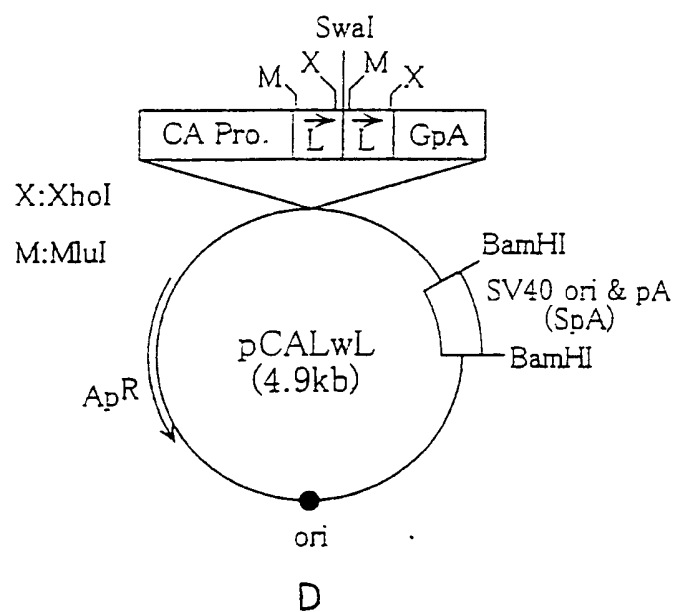 SwaI
M X M X
CA Pro. L L GpA
X:XhoI
M:MluI
BamHI
SV40 ori & pA
(SpA)
BamHI
pCALwL
(4.9kb)
ApR
ori
D